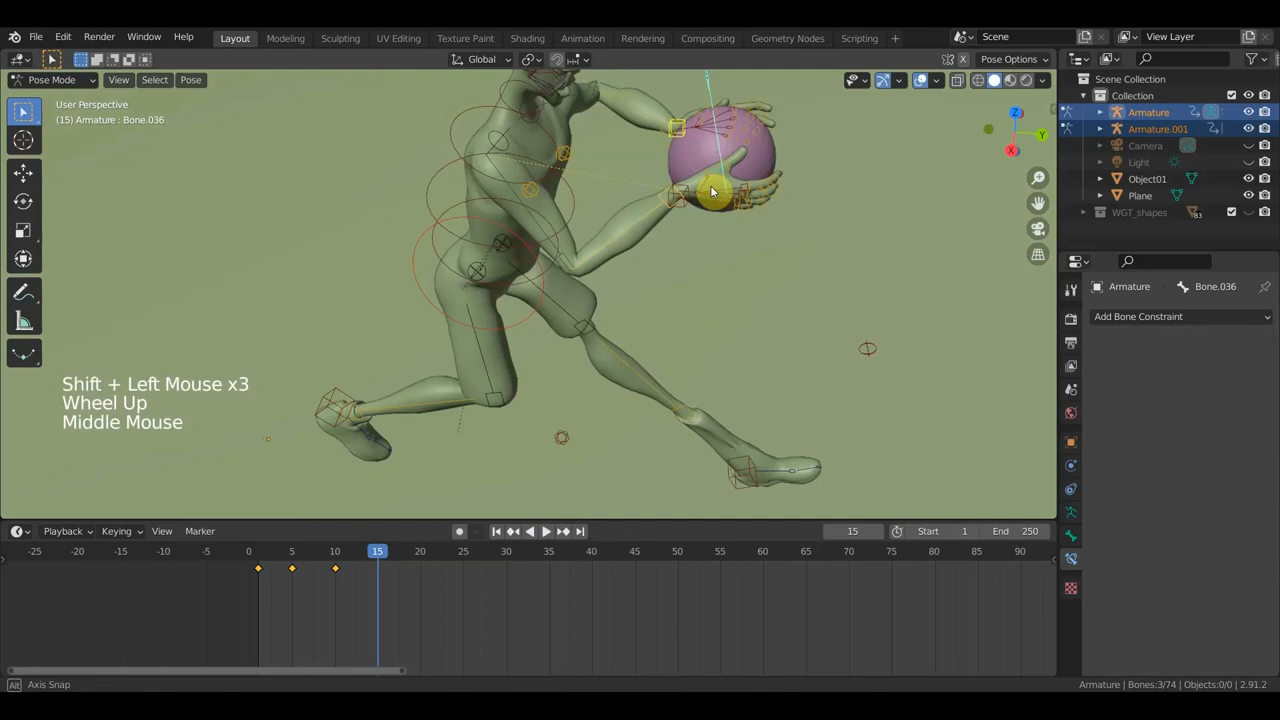 File Edit Render Window Help Layout Modeling Sculpting UV Editing Texture Paint Shading Animation Rendering Compositing Geometry Nodes Scripting + Scene View Layer
Global Pose Options
Pose Mode View Select Pose
User Perspective
(15) Armature : Bone.036
Z
Y
X
Shift + Left Mouse x3
Wheel Up
Middle Mouse
Scene Collection
Collection
Armature
Armature.001
Camera
Light
Object01
Plane
WGT_shapes 83
Armature Bone.036
Add Bone Constraint
Playback Keying View Marker 15 Start 1 End 250
-25 -20 -15 -10 -5 0 5 10 15 20 25 30 35 40 45 50 55 60 65 70 75 80 85 90
Alt Axis Snap Armature | Bones:3/74 | Objects:0/0 | 2.91.2